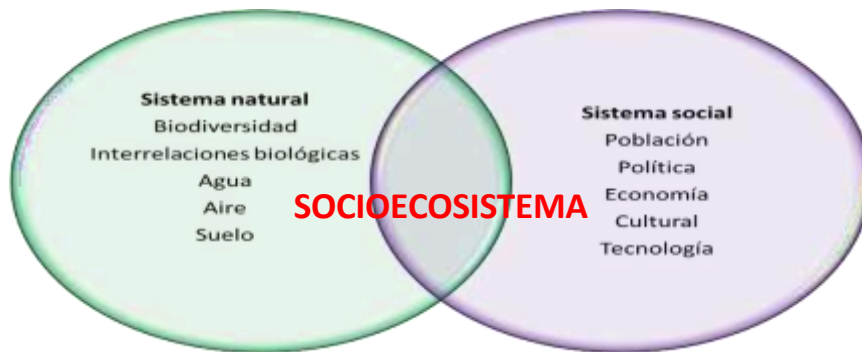 Sistema natural
Biodiversidad
Interrelaciones biológicas
Agua
Aire
Suelo
SOCIOECOSISTEMA
Sistema social
Población
Política
Economía
Cultural
Tecnología